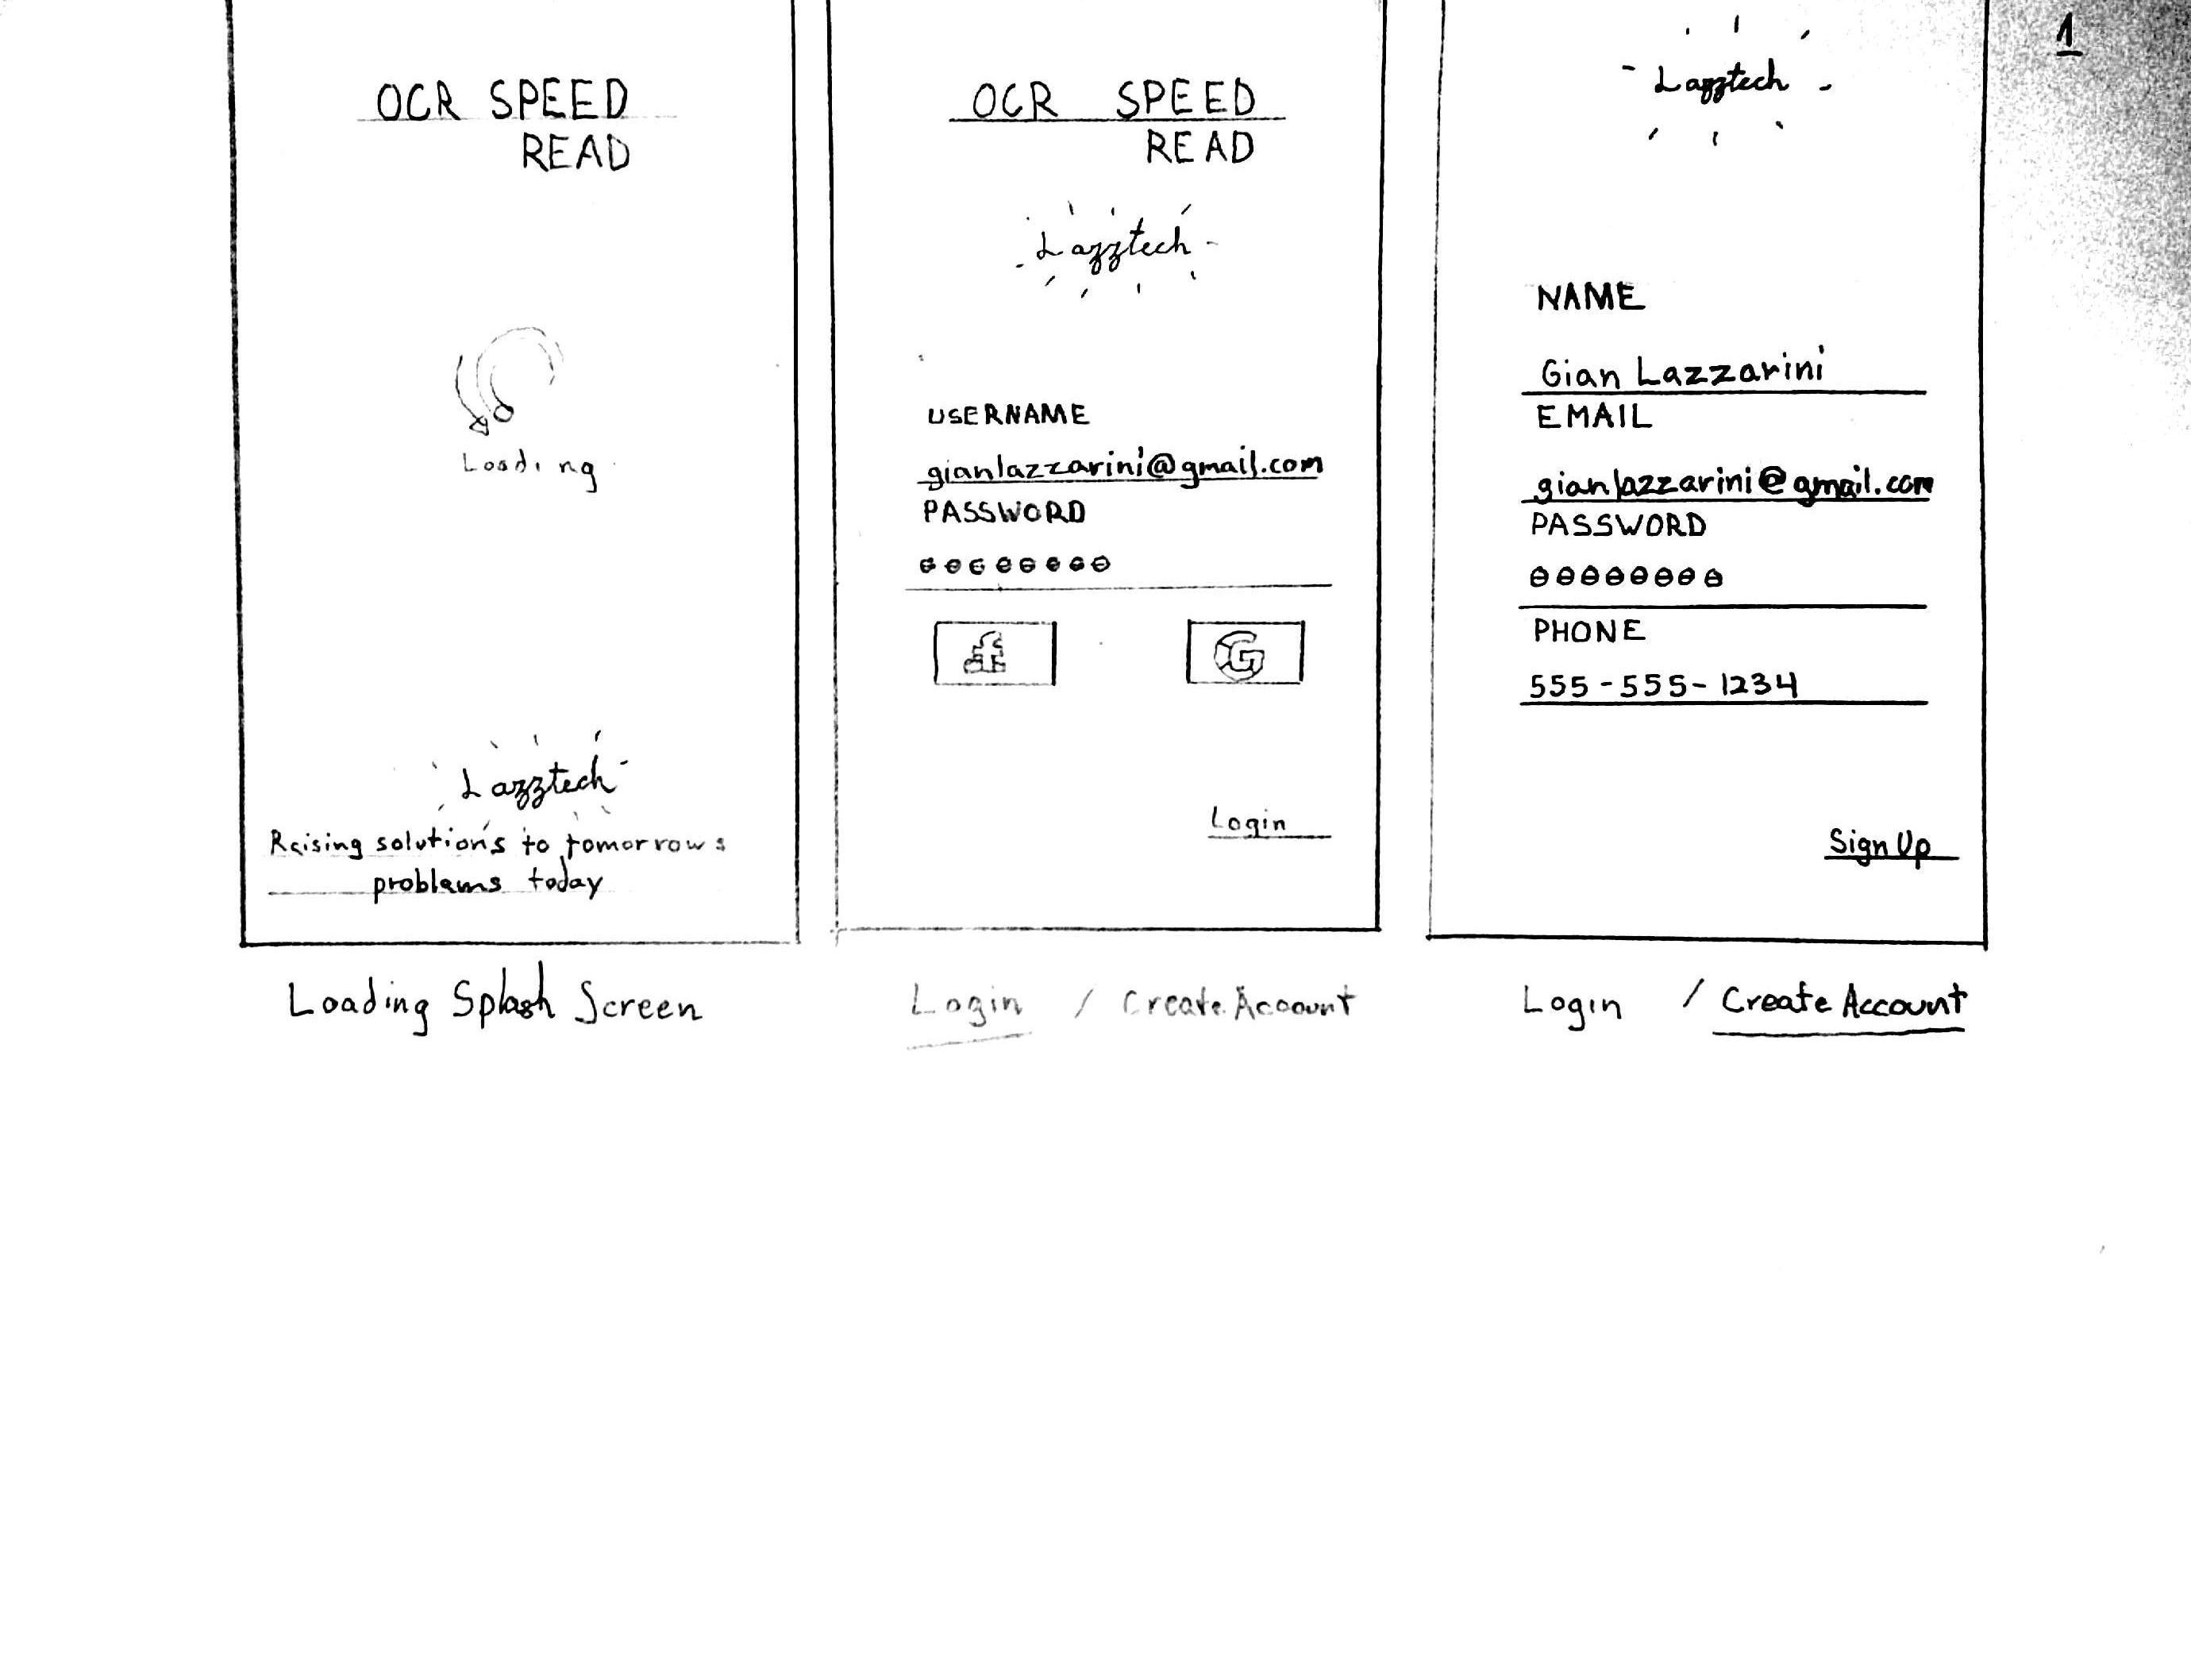 1
OCR SPEED
READ
Loading
Lazztech
Raising solutions to tomorrows
problems today
Loading Splash Screen
OCR SPEED
READ
Lazztech
USERNAME
gianlazzarini@gmail.com
PASSWORD
f
G
Login
Login / Create Account
Lazztech
NAME
Gian Lazzarini
EMAIL
gianlazzarini@gmail.com
PASSWORD
PHONE
555-555-1234
Sign Up
Login / Create Account